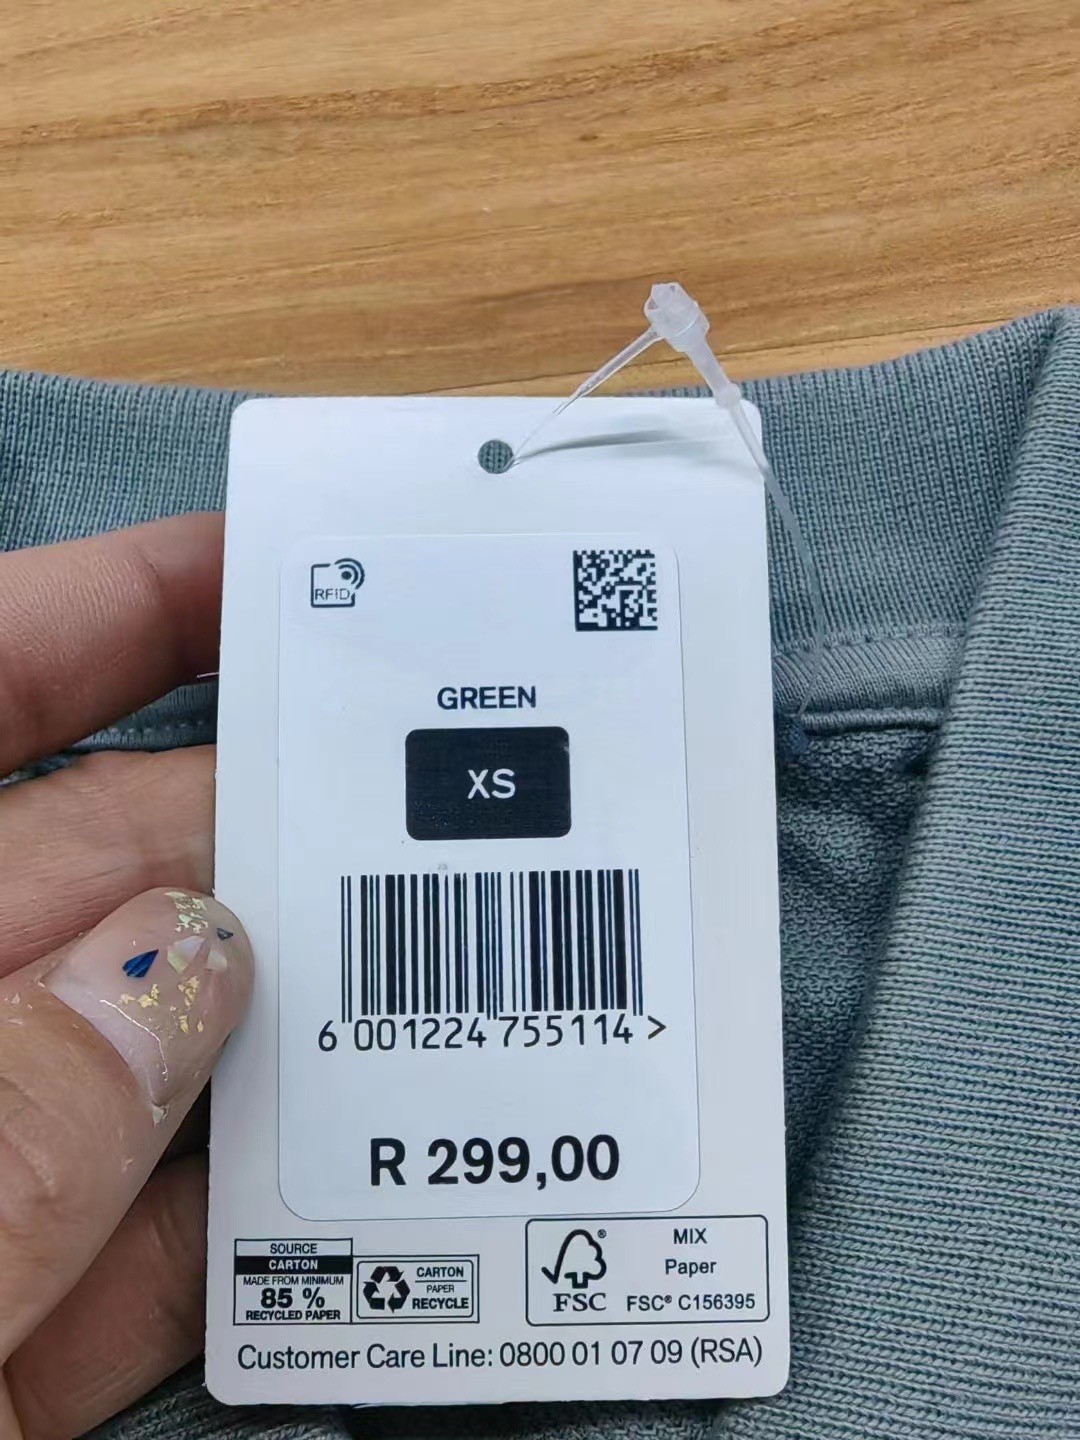 RFID
GREEN
XS
6 001224 755114 >
R 299,00
SOURCE
CARTON
MADE FROM MINIMUM
85 %
RECYCLED PAPER
CARTON
PAPER
RECYCLE
FSC®
MIX
Paper
FSC® C156395
Customer Care Line: 0800 01 07 09 (RSA)